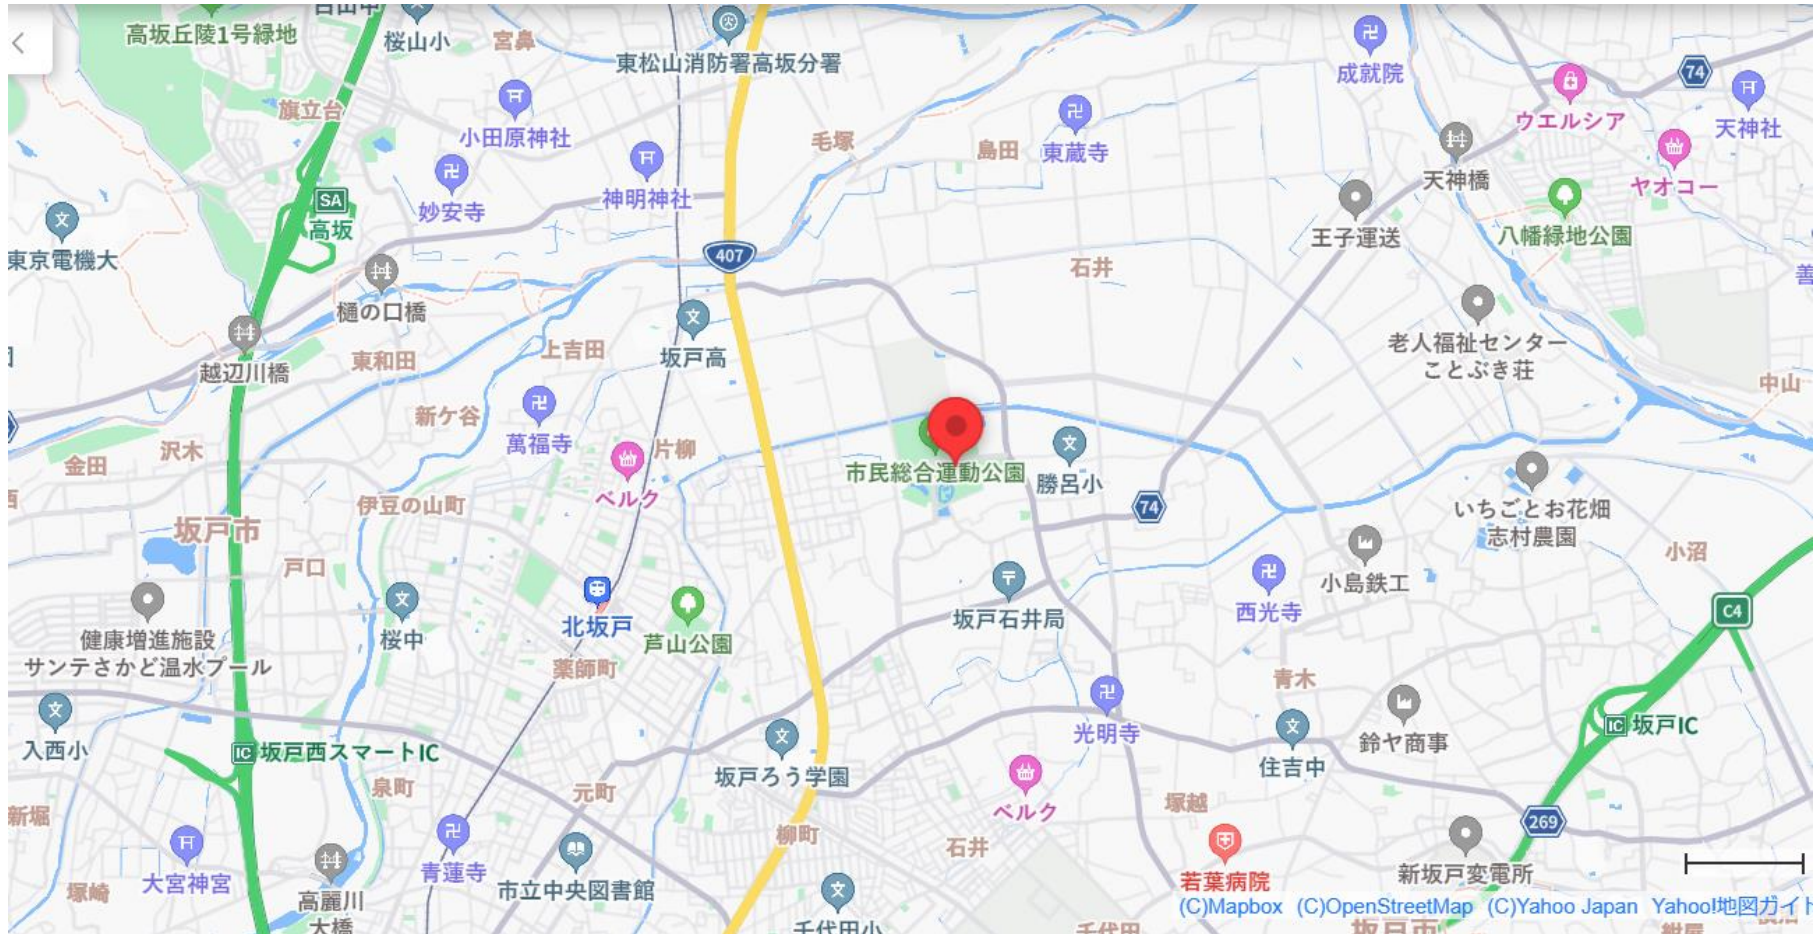 高坂丘陵1号緑地
桜山小
宮鼻
東松山消防署高坂分署
成就院
74
ウエルシア
天神社
旗立台
小田原神社
毛塚
島田
東蔵寺
天神橋
ヤオコー
SA
高坂
妙安寺
神明神社
王子運送
八幡緑地公園
東京電機大
407
石井
樋の口橋
越辺川橋
東和田
上吉田
坂戸高
老人福祉センター
ことぶき荘
中山
新ケ谷
萬福寺
片柳
沢木
金田
ベルク
市民総合運動公園
勝呂小
伊豆の山町
74
いちごとお花畑
志村農園
坂戸市
戸口
小沼
小島鉄工
西光寺
C4
坂戸石井局
健康増進施設
サンテさかど温水プール
桜中
北坂戸
芦山公園
薬師町
青木
入西小
IC
坂戸西スマートIC
光明寺
住吉中
鈴ヤ商事
IC
坂戸IC
坂戸ろう学園
泉町
元町
ベルク
塚越
新堀
柳町
石井
269
大宮神宮
塚崎
高麗川
大橋
青蓮寺
市立中央図書館
千代田小
若葉病院
新坂戸変電所
千代田
坂戸市
(C)Mapbox (C)OpenStreetMap (C)Yahoo Japan Yahoo!地図ガイド